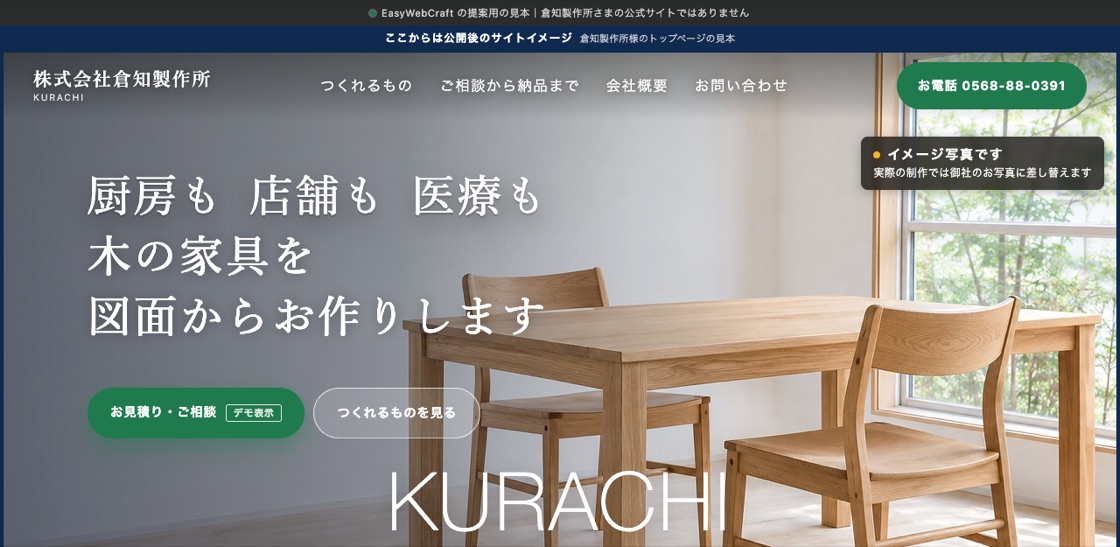 EasyWebCraft の提案用の見本｜倉知製作所さまの公式サイトではありません
ここからは公開後のサイトイメージ 倉知製作所様のトップページの見本
株式会社倉知製作所
KURACHI
つくれるもの ご相談から納品まで 会社概要 お問い合わせ
お電話 0568-88-0391
イメージ写真です
実際の制作では御社のお写真に差し替えます
厨房も 店舗も 医療も
木の家具を
図面からお作りします
お見積り・ご相談 デモ表示
つくれるものを見る
KURACHI